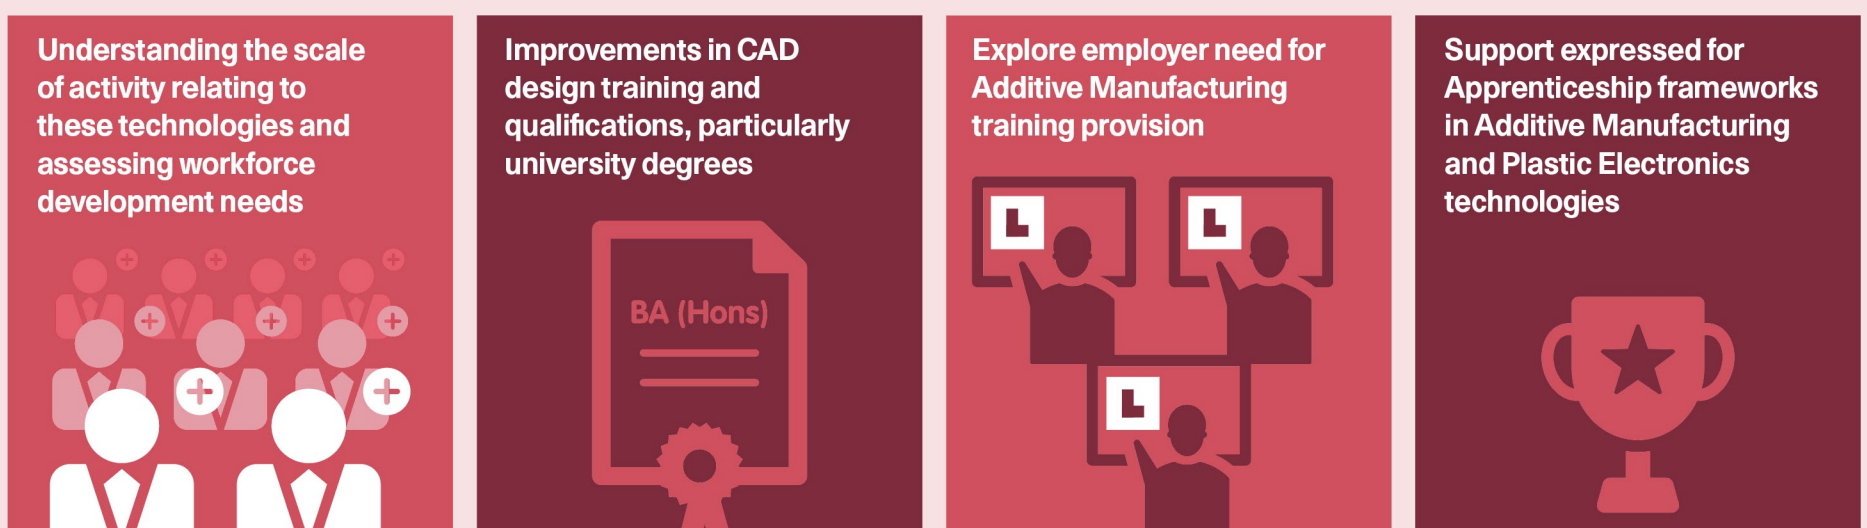 Understanding the scale
of activity relating to
these technologies and
assessing workforce
development needs
Improvements in CAD
design training and
qualifications, particularly
university degrees
BA (Hons)
Explore employer need for
Additive Manufacturing
training provision
L
L
L
Support expressed for
Apprenticeship frameworks
in Additive Manufacturing
and Plastic Electronics
technologies